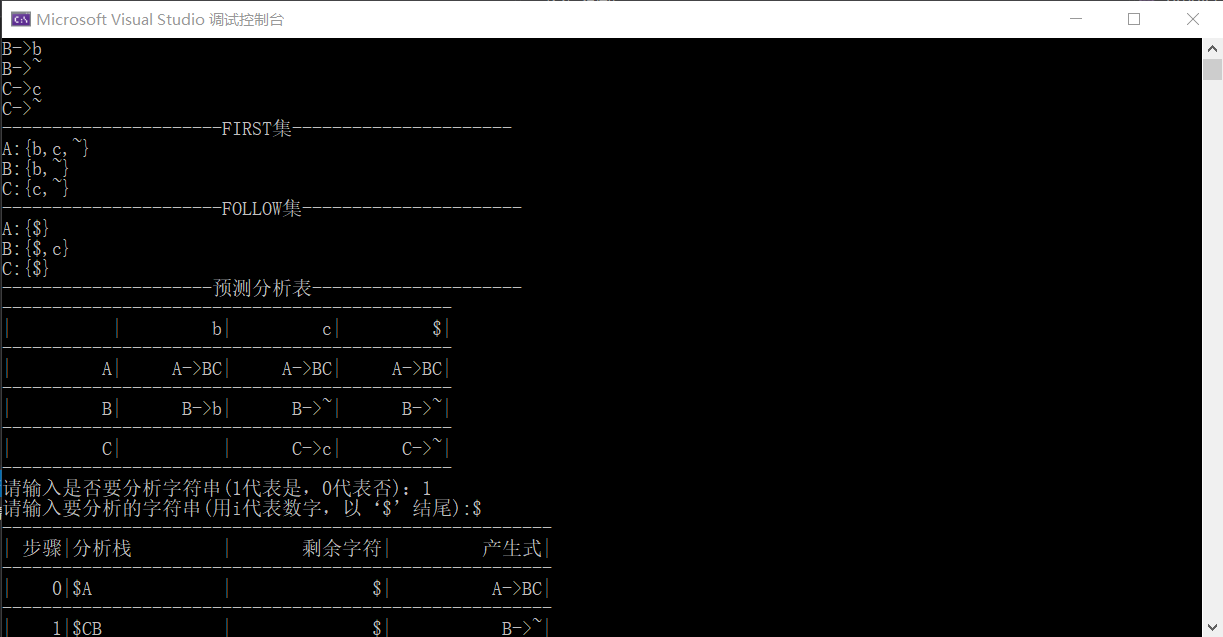 Microsoft Visual Studio 调试控制台
B->b
B->~
C->c
C->~
----------------------FIRST集----------------------
A:{b,c,~}
B:{b,~}
C:{c,~}
----------------------FOLLOW集----------------------
A:{$}
B:{$,c}
C:{$}
---------------------预测分析表---------------------
---------------------------------------------
|          |         b|         c|         $|
---------------------------------------------
|         A|     A->BC|     A->BC|     A->BC|
---------------------------------------------
|         B|      B->b|      B->~|      B->~|
---------------------------------------------
|         C|          |      C->c|      C->~|
---------------------------------------------
请输入是否要分析字符串(1代表是，0代表否)：1
请输入要分析的字符串(用i代表数字，以‘$’结尾):$
-------------------------------------------------------
| 步骤|分析栈         |       剩余字符|         产生式|
-------------------------------------------------------
|    0|$A             |              $|          A->BC|
-------------------------------------------------------
|    1|$CB            |              $|           B->~|